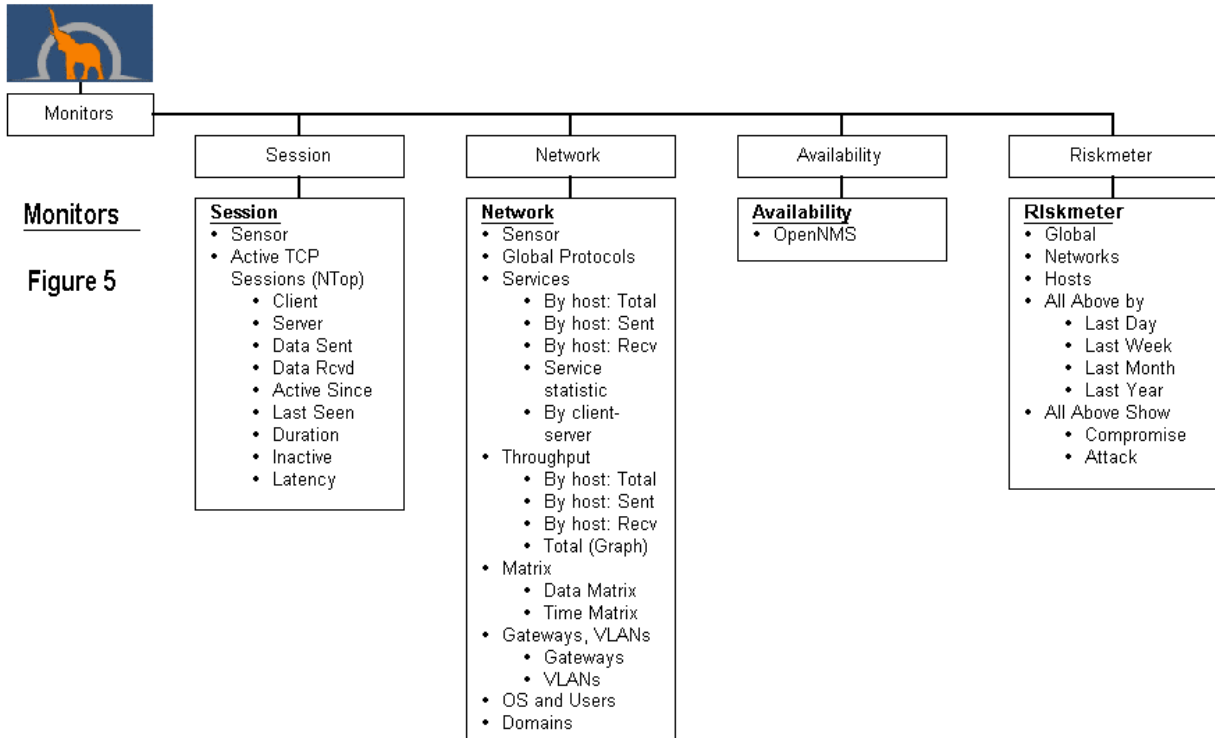 Monitors
Session
Network
Availability
Riskmeter
Monitors
Figure 5
Session
• Sensor
• Active TCP
Sessions (NTop)
• Client
• Server
• Data Sent
• Data Rcvd
• Active Since
• Last Seen
• Duration
• Inactive
• Latency
Network
• Sensor
• Global Protocols
• Services
• By host: Total
• By host: Sent
• By host: Recv
• Service
statistic
• By client-
server
• Throughput
• By host: Total
• By host: Sent
• By host: Recv
• Total (Graph)
• Matrix
• Data Matrix
• Time Matrix
• Gateways, VLANs
• Gateways
• VLANs
• OS and Users
• Domains
Availability
• OpenNMS
RIskmeter
• Global
• Networks
• Hosts
• All Above by
• Last Day
• Last Week
• Last Month
• Last Year
• All Above Show
• Compromise
• Attack